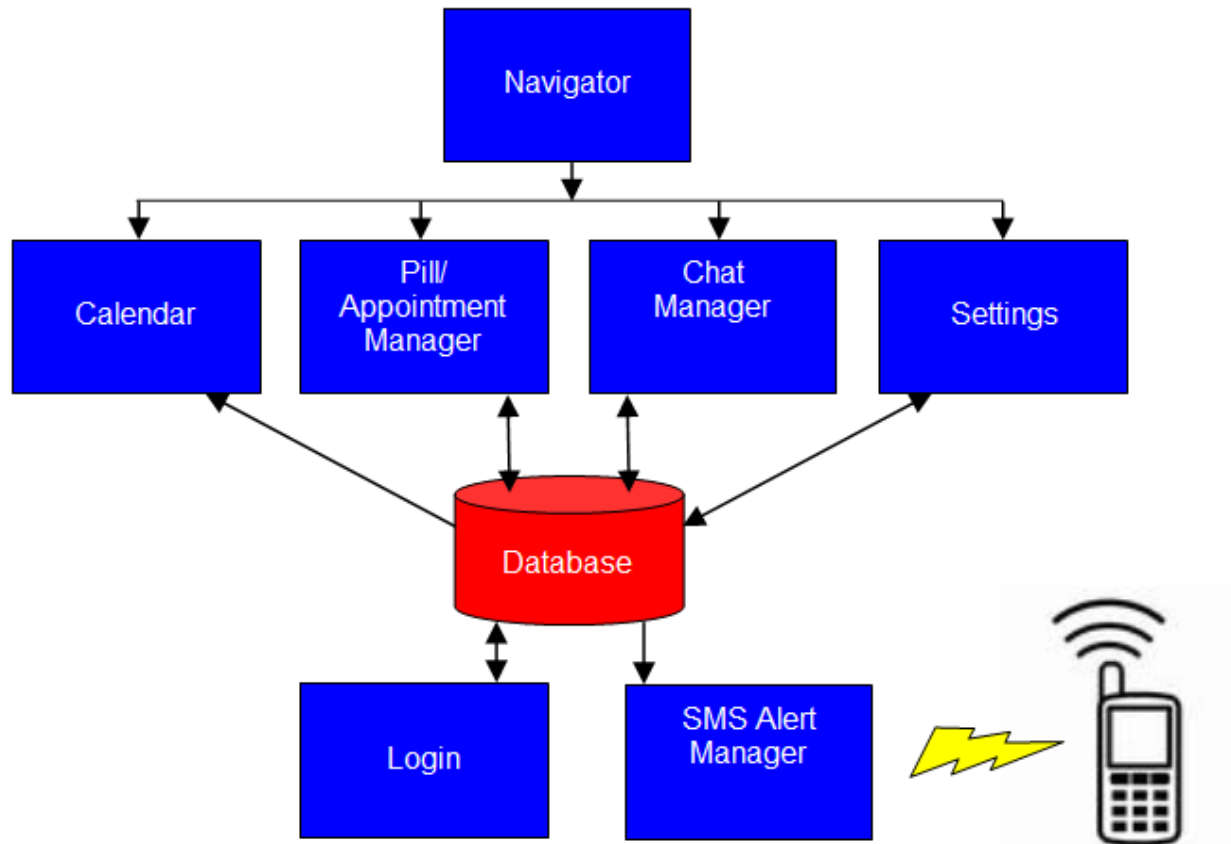 Navigator
Calendar
Pill/
Appointment
Manager
Chat
Manager
Settings
Database
Login
SMS Alert
Manager